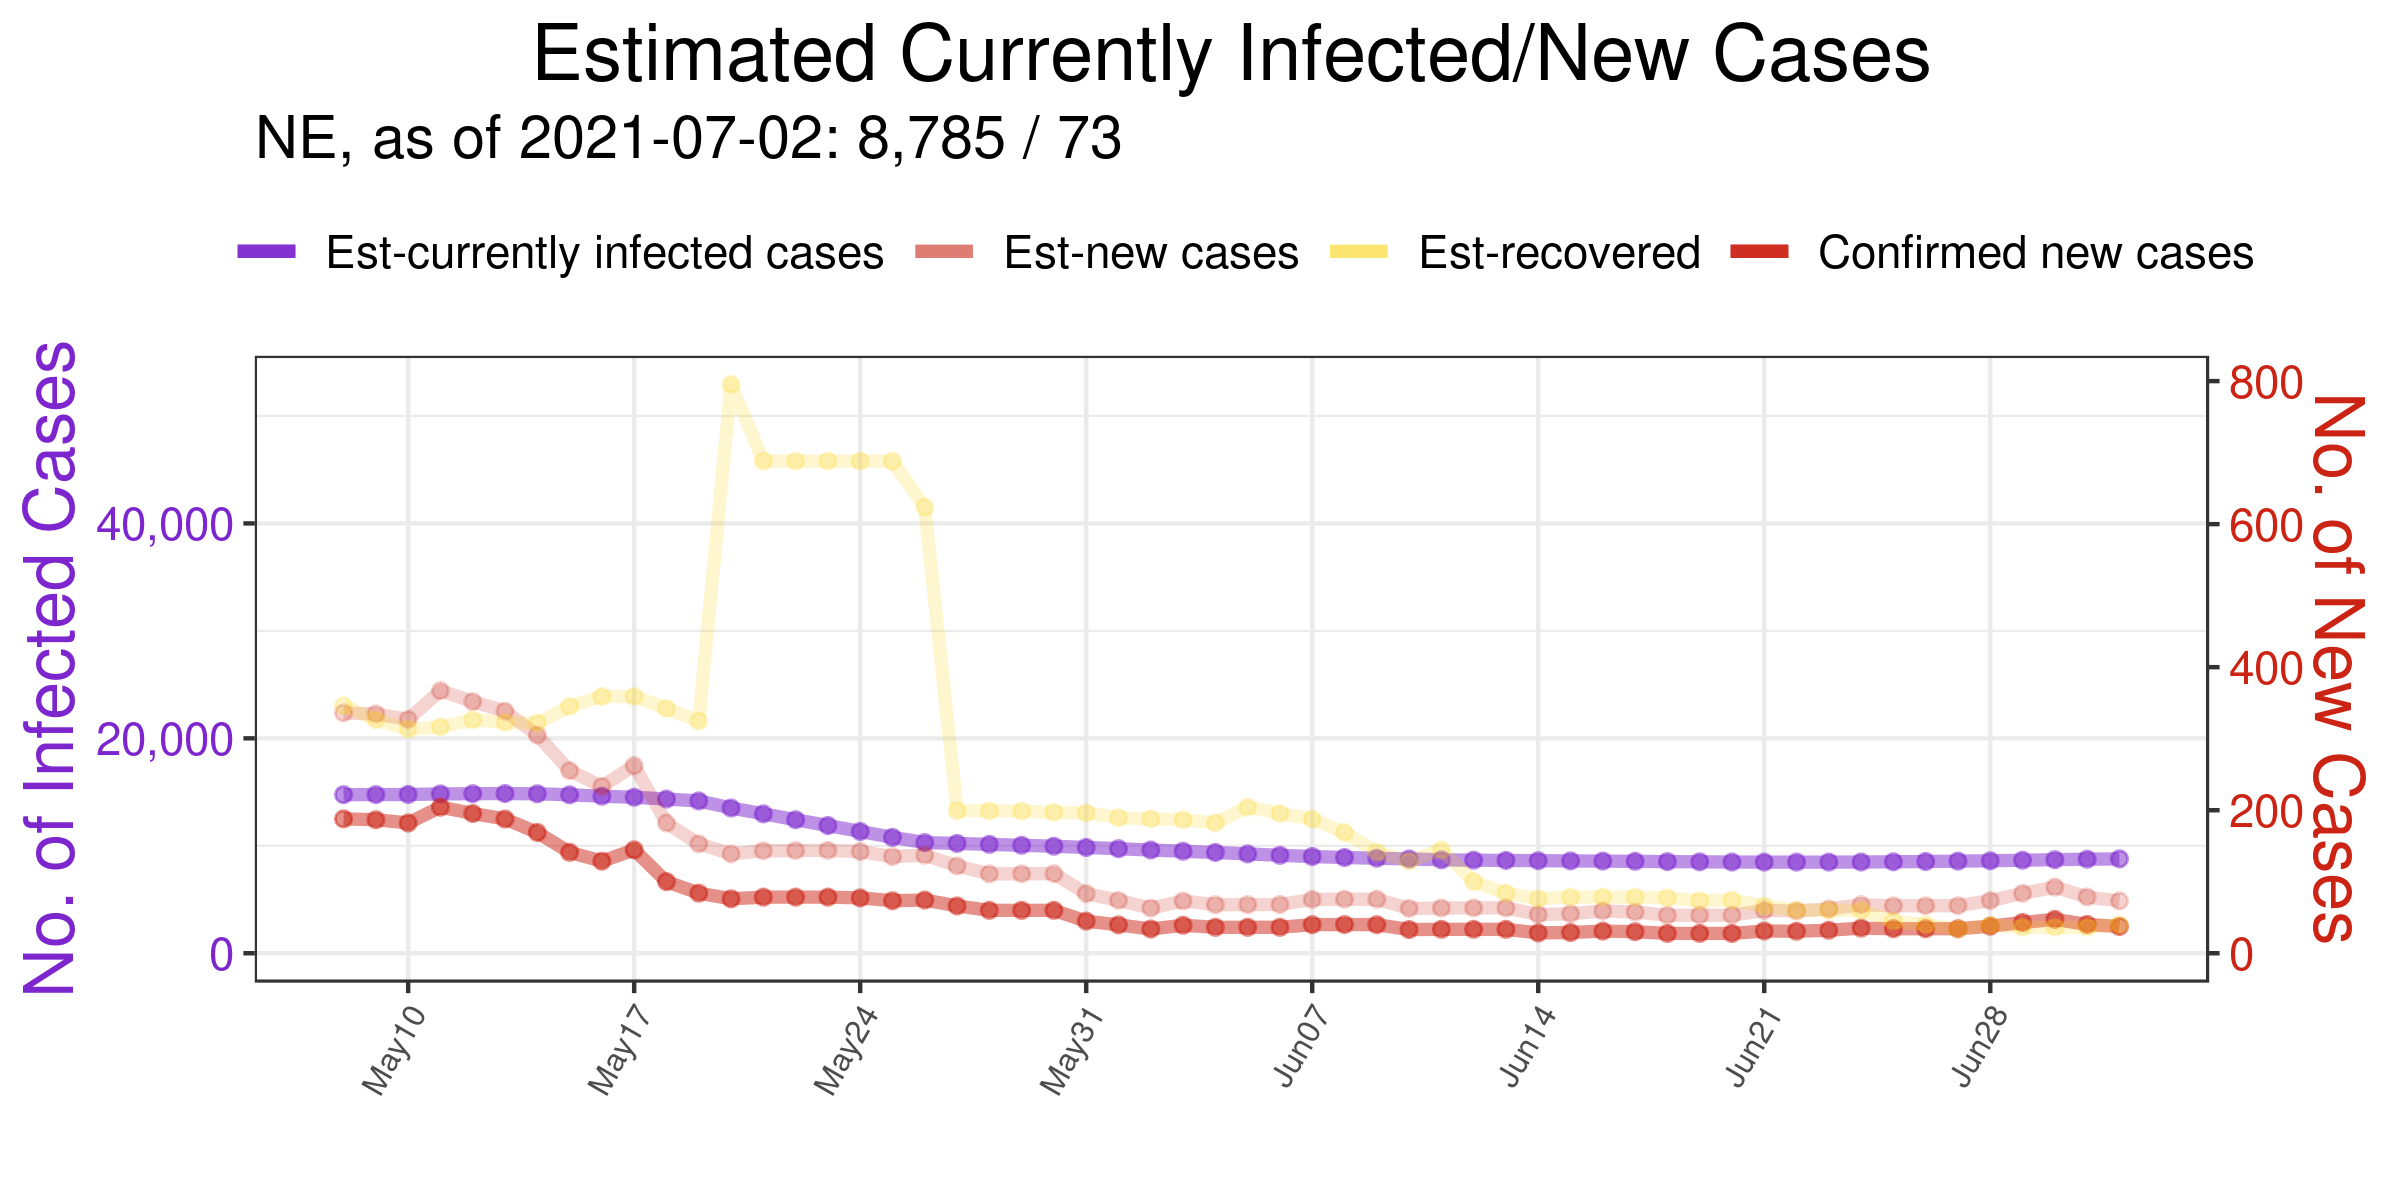 Estimated Currently Infected/New Cases
NE, as of 2021-07-02: 8,785 / 73
Est-currently infected cases Est-new cases Est-recovered Confirmed new cases
No. of Infected Cases
40,000
20,000
0
800
600
400
200
0
No. of New Cases
May10 May17 May24 May31 Jun07 Jun14 Jun21 Jun28